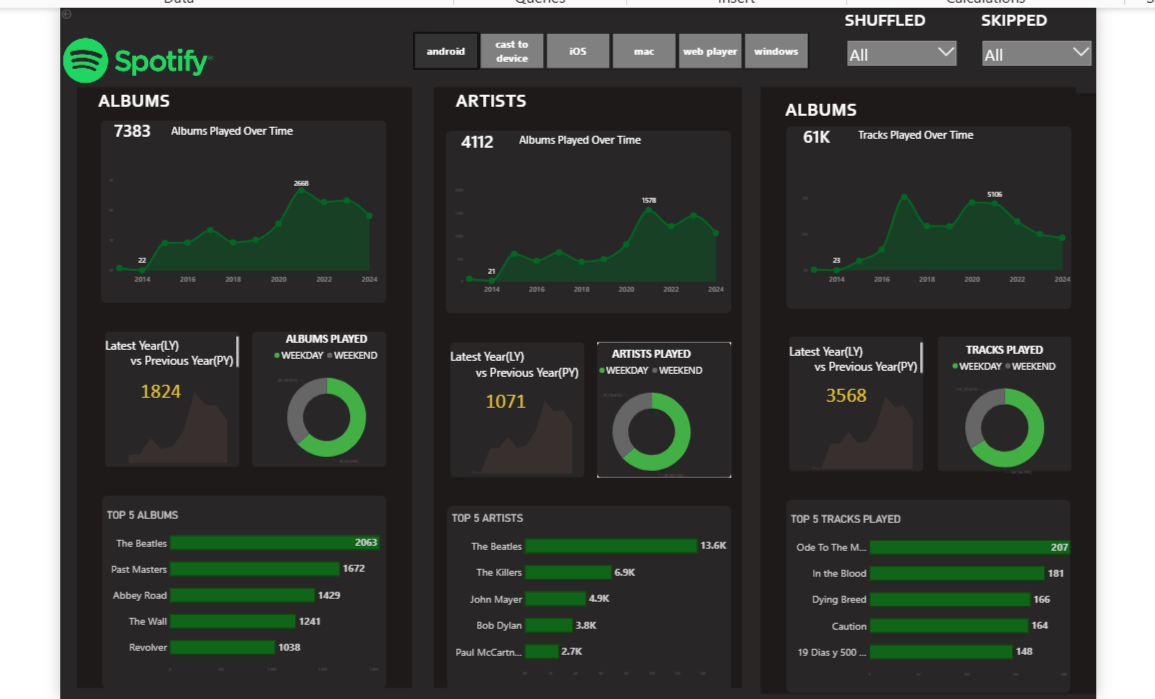 Data
Queries
Insert
Calculations
Spotify
android
cast to
device
iOS
mac
web player
windows
SHUFFLED
All
SKIPPED
All
ALBUMS
7383
Albums Played Over Time
2668
22
2014 2016 2018 2020 2022 2024
Latest Year(LY)
vs Previous Year(PY)
1824
ALBUMS PLAYED
WEEKDAY WEEKEND
TOP 5 ALBUMS
The Beatles 2063
Past Masters 1672
Abbey Road 1429
The Wall 1241
Revolver 1038
ARTISTS
4112
Albums Played Over Time
1578
21
2014 2016 2018 2020 2022 2024
Latest Year(LY)
vs Previous Year(PY)
1071
ARTISTS PLAYED
WEEKDAY WEEKEND
TOP 5 ARTISTS
The Beatles 13.6K
The Killers 6.9K
John Mayer 4.9K
Bob Dylan 3.8K
Paul McCartn... 2.7K
ALBUMS
61K
Tracks Played Over Time
5106
23
2014 2016 2018 2020 2022 2024
Latest Year(LY)
vs Previous Year(PY)
3568
TRACKS PLAYED
WEEKDAY WEEKEND
TOP 5 TRACKS PLAYED
Ode To The M... 207
In the Blood 181
Dying Breed 166
Caution 164
19 Dias y 500 ... 148